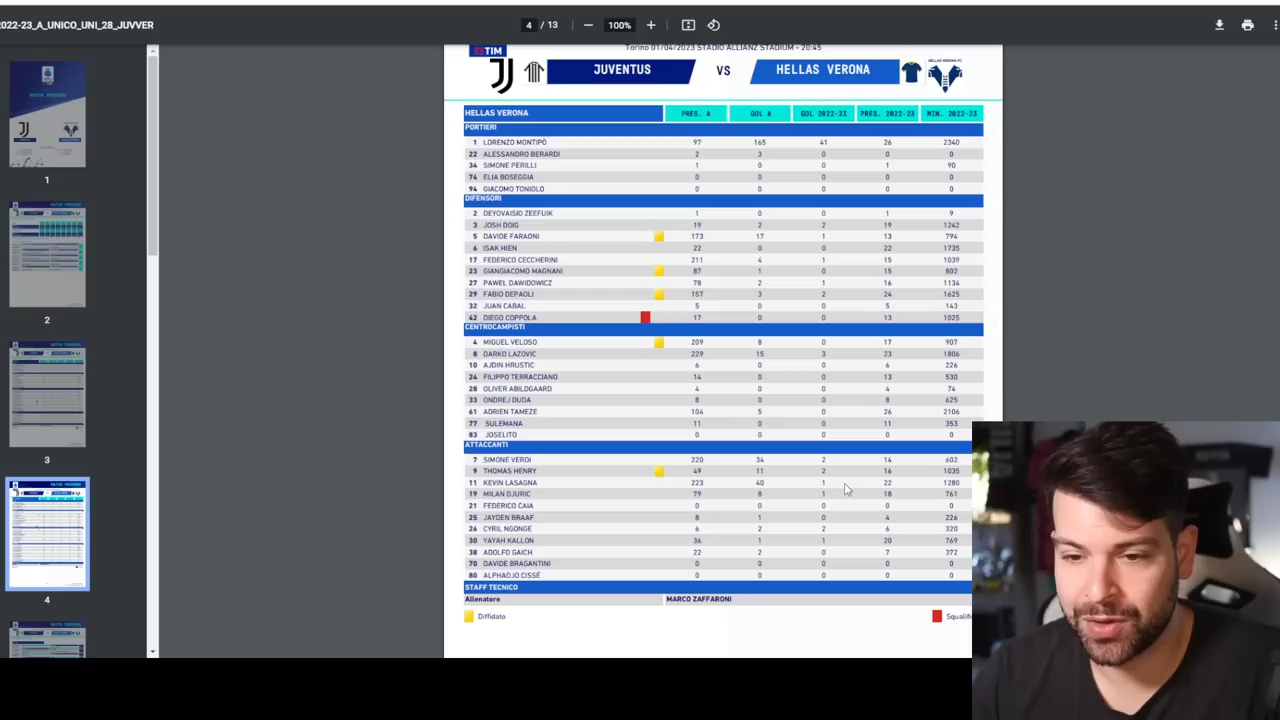 2022-23_A_UNICO_UNI_28_JUVVER
4 / 13
100%
TIM
Torino 01/04/2023 STADIO ALLIANZ STADIUM - 20:45
JUVENTUS VS HELLAS VERONA
HELLAS VERONA PRES. A GOL A GOL 2022-23 PRES. 2022-23 MIN. 2022-23
PORTIERI
1 LORENZO MONTIPÒ 97 165 41 26 2340
22 ALESSANDRO BERARDI 2 3 0 0 0
34 SIMONE PERILLI 1 0 0 1 90
74 ELIA BOSEGGIA 0 0 0 0 0
94 GIACOMO TONIOLO 0 0 0 0 0
DIFENSORI
2 DEYOVAISIO ZEEFUIK 1 0 0 1 9
3 JOSH DOIG 19 2 2 19 1242
5 DAVIDE FARAONI 173 17 1 13 794
6 ISAK HIEN 22 0 0 22 1735
17 FEDERICO CECCHERINI 211 4 1 15 1039
23 GIANGIACOMO MAGNANI 87 1 0 15 802
27 PAWEL DAWIDOWICZ 78 2 1 16 1134
29 FABIO DEPAOLI 157 3 2 24 1625
32 JUAN CABAL 5 0 0 5 143
42 DIEGO COPPOLA 17 0 0 13 1025
CENTROCAMPISTI
4 MIGUEL VELOSO 209 8 0 17 907
8 DARKO LAZOVIC 229 15 3 23 1806
10 AJDIN HRUSTIC 6 0 0 6 226
24 FILIPPO TERRACCIANO 14 0 0 13 530
28 OLIVER ABILDGAARD 4 0 0 4 74
33 ONDREJ DUDA 8 0 0 8 625
61 ADRIEN TAMEZE 104 5 0 26 2106
77 SULEMANA 11 0 0 11 353
83 JOSELITO 0 0 0 0 0
ATTACCANTI
7 SIMONE VERDI 220 34 2 14 602
9 THOMAS HENRY 49 11 2 16 1035
11 KEVIN LASAGNA 223 40 1 22 1280
19 MILAN DJURIC 79 8 1 18 761
21 FEDERICO CAIA 0 0 0 0 0
25 JAYDEN BRAAF 8 1 0 4 226
26 CYRIL NGONGE 6 2 2 6 320
30 YAYAH KALLON 36 1 1 20 769
38 ADOLFO GAICH 22 2 0 7 372
70 DAVIDE BRAGANTINI 0 0 0 0 0
80 ALPHADJO CISSÉ 0 0 0 0 0
STAFF TECNICO
Allenatore MARCO ZAFFARONI
Diffidato Squalifi
1
2
3
4